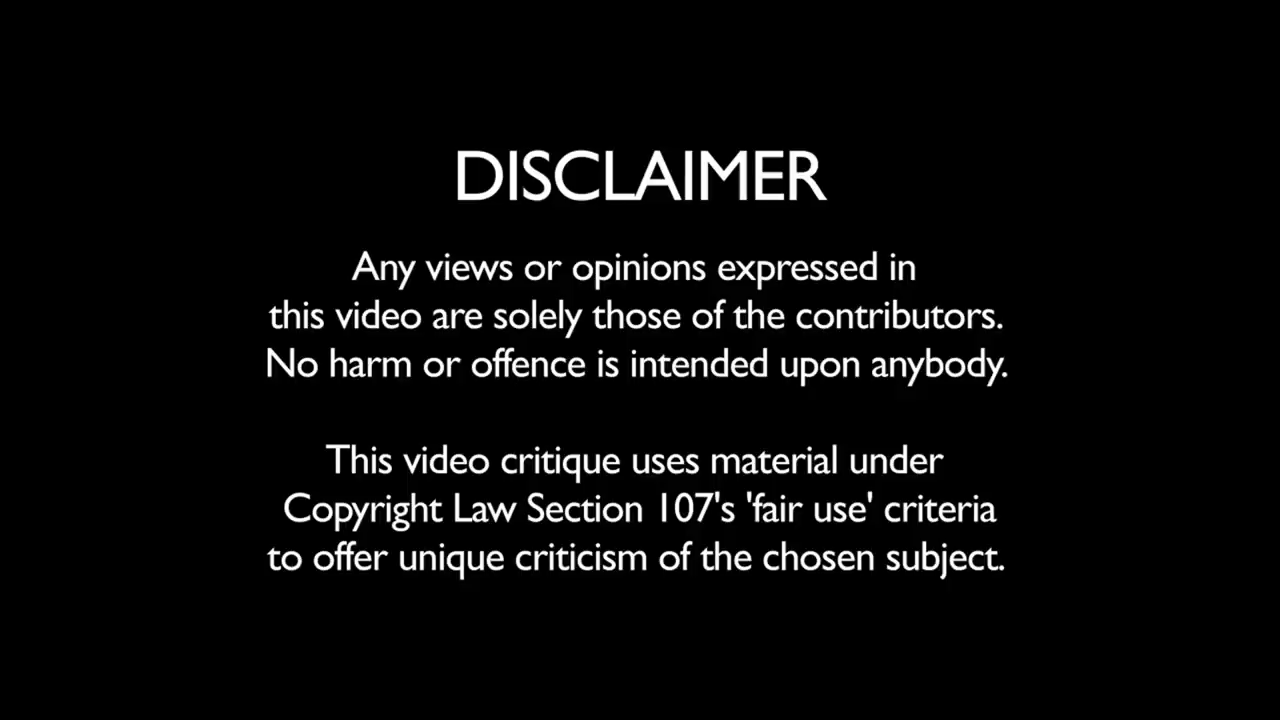 DISCLAIMER
Any views or opinions expressed in
this video are solely those of the contributors.
No harm or offence is intended upon anybody.
This video critique uses material under
Copyright Law Section 107's 'fair use' criteria
to offer unique criticism of the chosen subject.